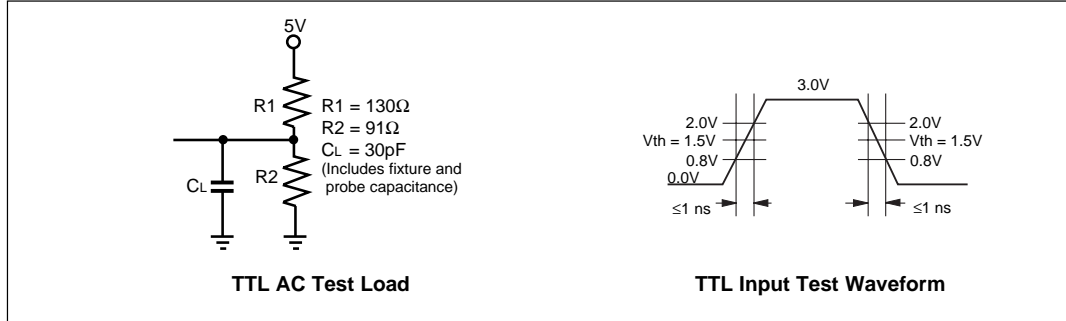 5V
R1
R1 = 130Ω
R2 = 91Ω
CL = 30pF
(Includes fixture and
probe capacitance)
CL
R2
TTL AC Test Load
3.0V
2.0V
2.0V
Vth = 1.5V
Vth = 1.5V
0.8V
0.8V
0.0V
≤1 ns
≤1 ns
TTL Input Test Waveform